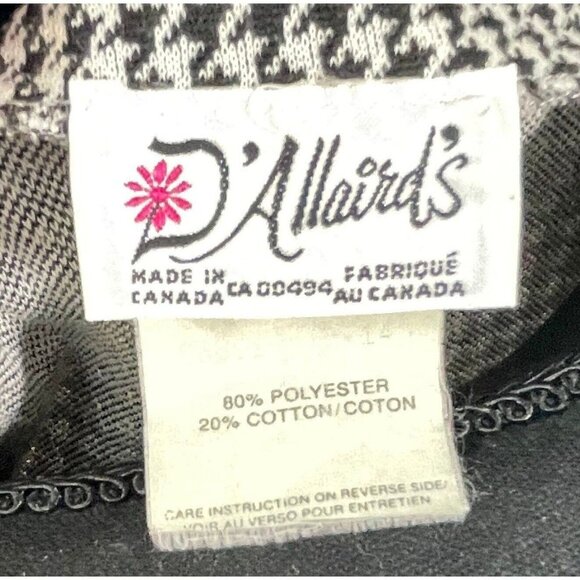 D'Allaird's
MADE IN CANADA CA 00494 FABRIQUÉ AU CANADA
80% POLYESTER
20% COTTON/COTON
CARE INSTRUCTION ON REVERSE SIDE/
VOIR AU VERSO POUR ENTRETIEN